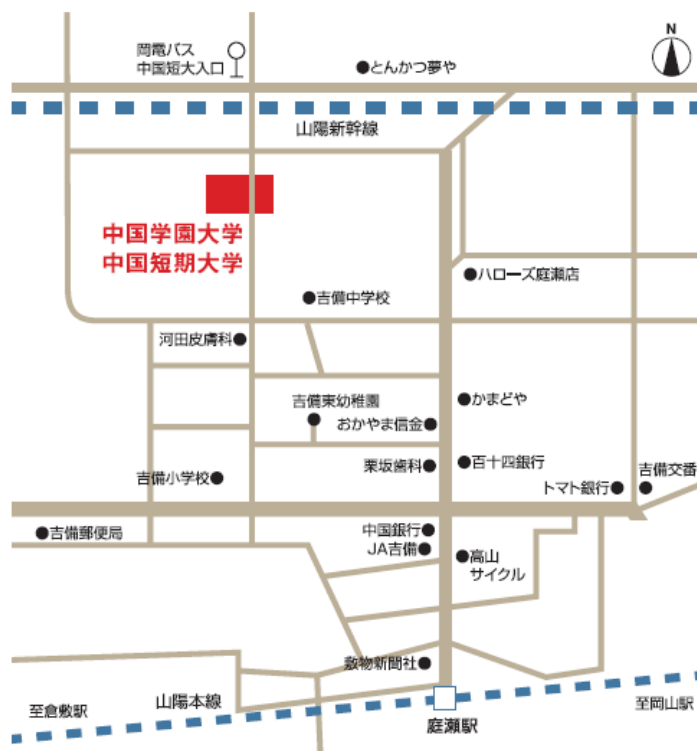 岡電バス
中国短大入口
N
●とんかつ夢や
山陽新幹線
中国学園大学
中国短期大学
●ハローズ庭瀬店
●吉備中学校
河田皮膚科●
吉備東幼稚園
●かまどや
おかやま信金●
栗坂歯科●
●百十四銀行
吉備交番
吉備小学校●
トマト銀行●
●吉備郵便局
中国銀行●
JA吉備●
●高山
サイクル
敷物新聞社●
山陽本線
至倉敷駅
至岡山駅
庭瀬駅